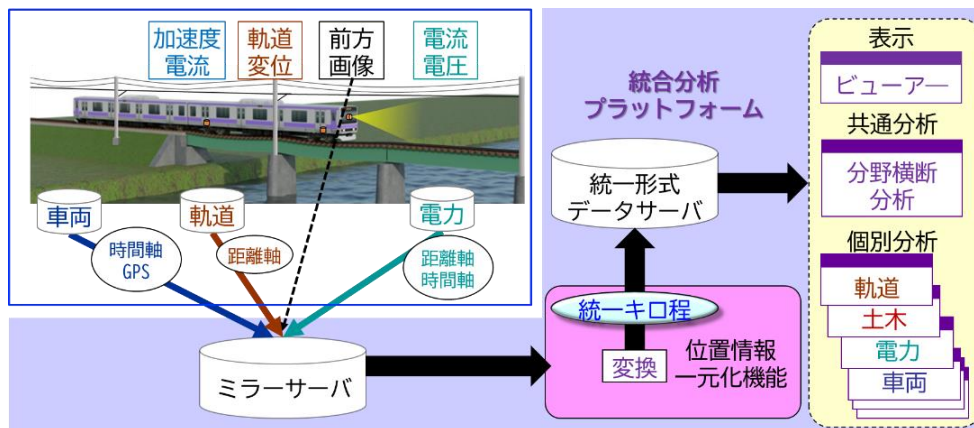 加速度
電流
軌道
変位
前方
画像
電流
電圧
車両
軌道
電力
時間軸
GPS
距離軸
距離軸
時間軸
ミラーサーバ
統合分析
プラットフォーム
統一形式
データサーバ
統一キロ程
変換
位置情報
一元化機能
表示
ビューアー
共通分析
分野横断
分析
個別分析
軌道
土木
電力
車両